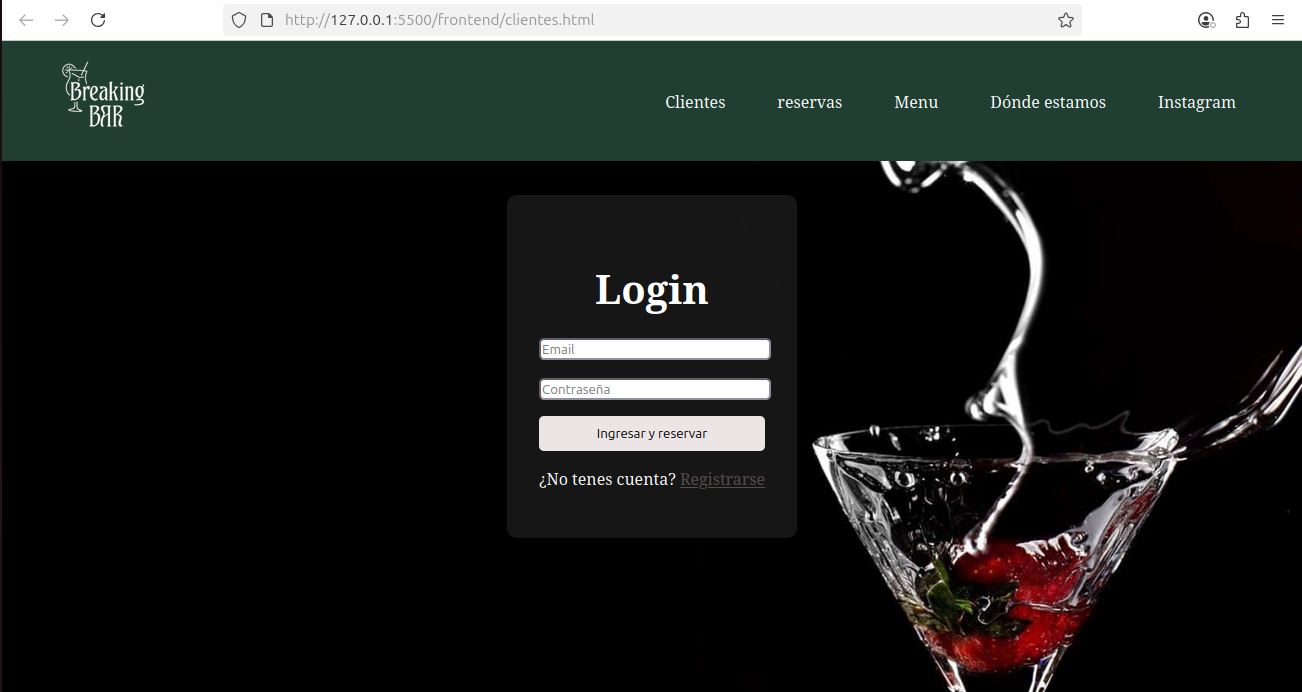 http://127.0.0.1:5500/frontend/clientes.html
Breaking
BAR
Clientes reservas Menu Dónde estamos Instagram
Login
Email
Contraseña
Ingresar y reservar
¿No tenes cuenta? Registrarse